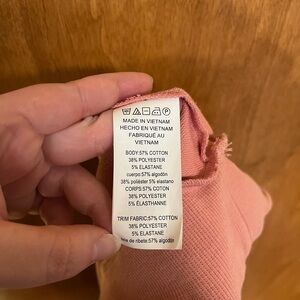 MADE IN VIETNAM
HECHO EN VIETNAM
FABRIQUÉ AU
VIETNAM
BODY:57% COTTON
38% POLYESTER
5% ELASTANE
cuerpo:57% algodón
38% poliéster 5% elastano
CORPS:57% COTON
38% POLYESTER
5% ÉLASTHANNE
TRIM FABRIC:57% COTTON
38% POLYESTER
5% ELASTANE
de ribete:57% algodón